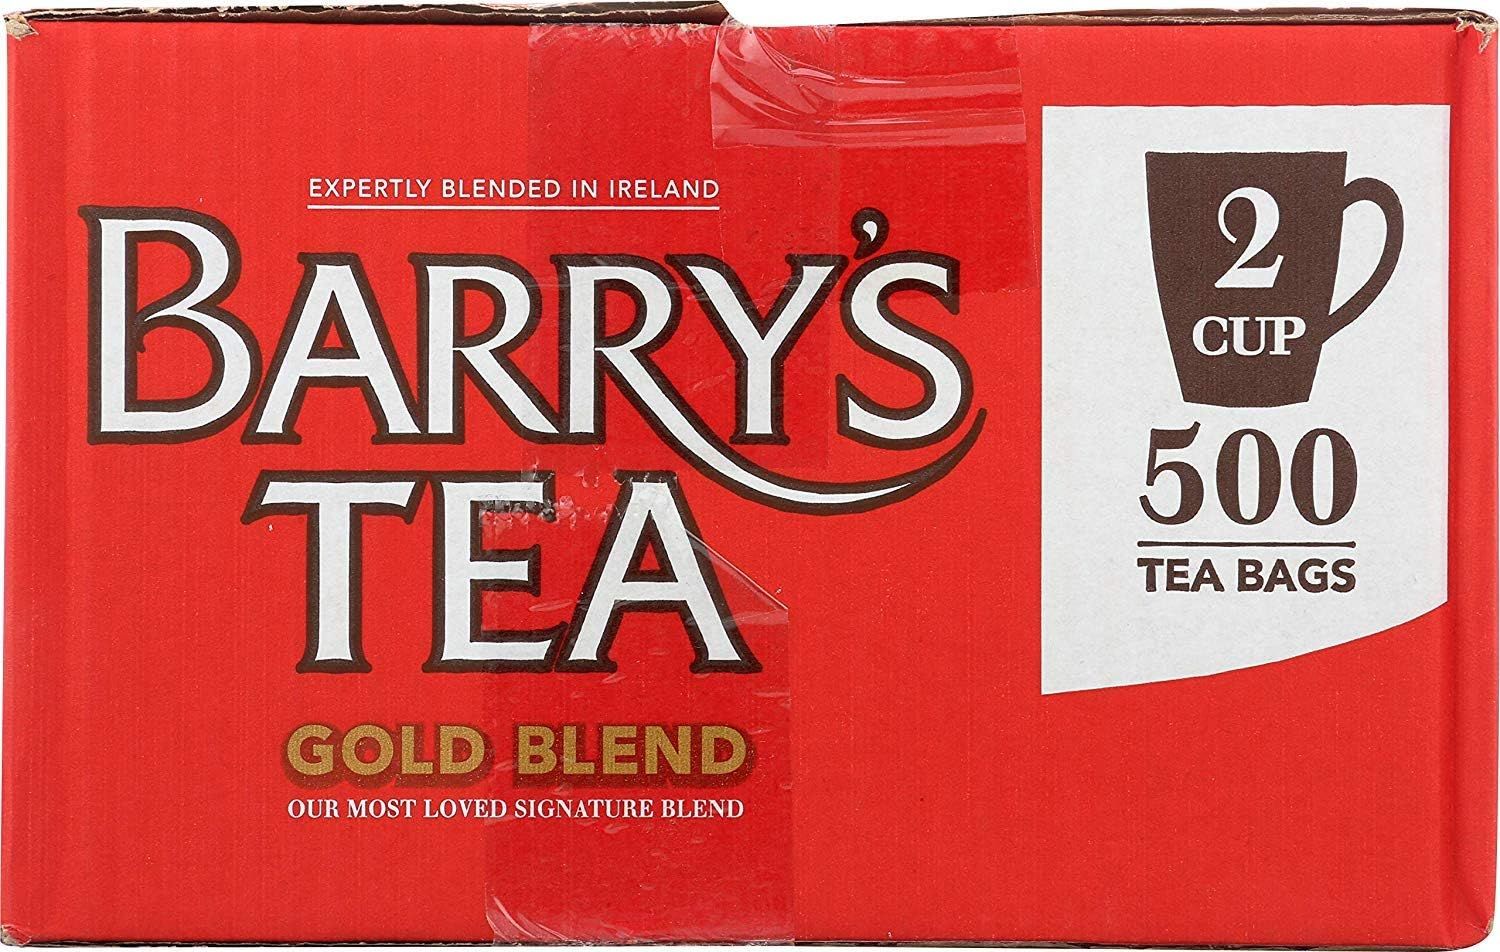 EXPERTLY BLENDED IN IRELAND
BARRY'S
TEA
GOLD BLEND
OUR MOST LOVED SIGNATURE BLEND
2
CUP
500
TEA BAGS